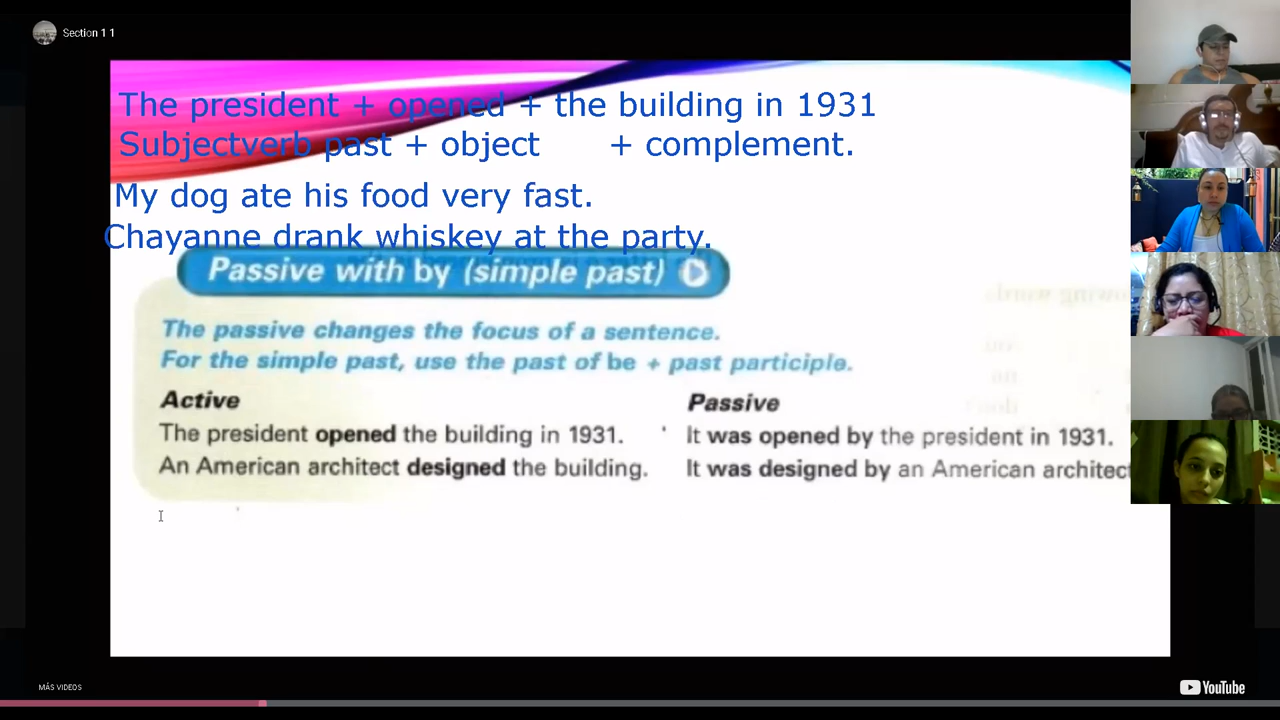 Section 1 1
The president + opened + the building in 1931
Subjectverb past + object + complement.
My dog ate his food very fast.
Chayanne drank whiskey at the party.
Passive with by (simple past)
The passive changes the focus of a sentence.
For the simple past, use the past of be + past participle.
Active Passive
The president opened the building in 1931. It was opened by the president in 1931.
An American architect designed the building. It was designed by an American architect
MÁS VIDEOS
YouTube